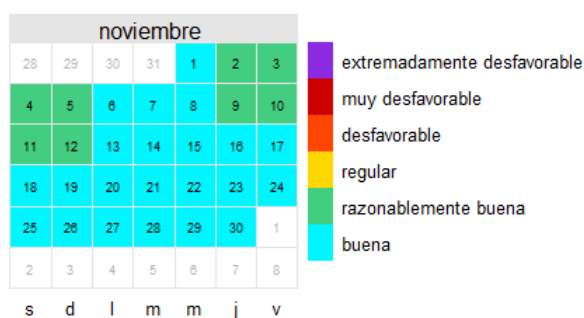 noviembre
28 29 30 31 1 2 3
4 5 6 7 8 9 10
11 12 13 14 15 16 17
18 19 20 21 22 23 24
25 26 27 28 29 30 1
2 3 4 5 6 7 8
s d l m m j v
extremadamente desfavorable
muy desfavorable
desfavorable
regular
razonablemente buena
buena